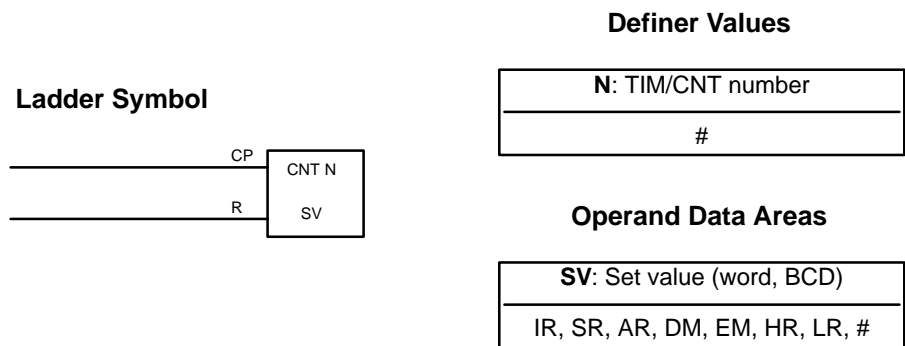 Definer Values
N: TIM/CNT number
#
Ladder Symbol
CP
CNT N
R
SV
Operand Data Areas
SV: Set value (word, BCD)
IR, SR, AR, DM, EM, HR, LR, #